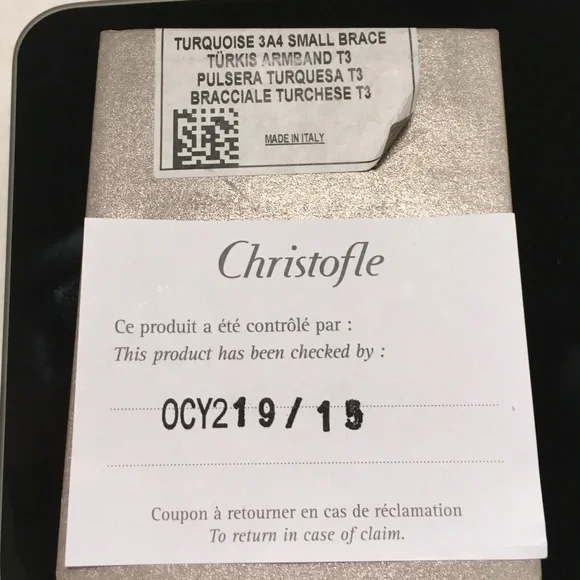 TURQUOISE 3A4 SMALL BRACE
TÜRKIS ARMBAND T3
PULSERA TURQUESA T3
BRACCIALE TURCHESE T3
MADE IN ITALY
Christofle
Ce produit a été contrôlé par :
This product has been checked by :
OCY219/15
Coupon à retourner en cas de réclamation
To return in case of claim.